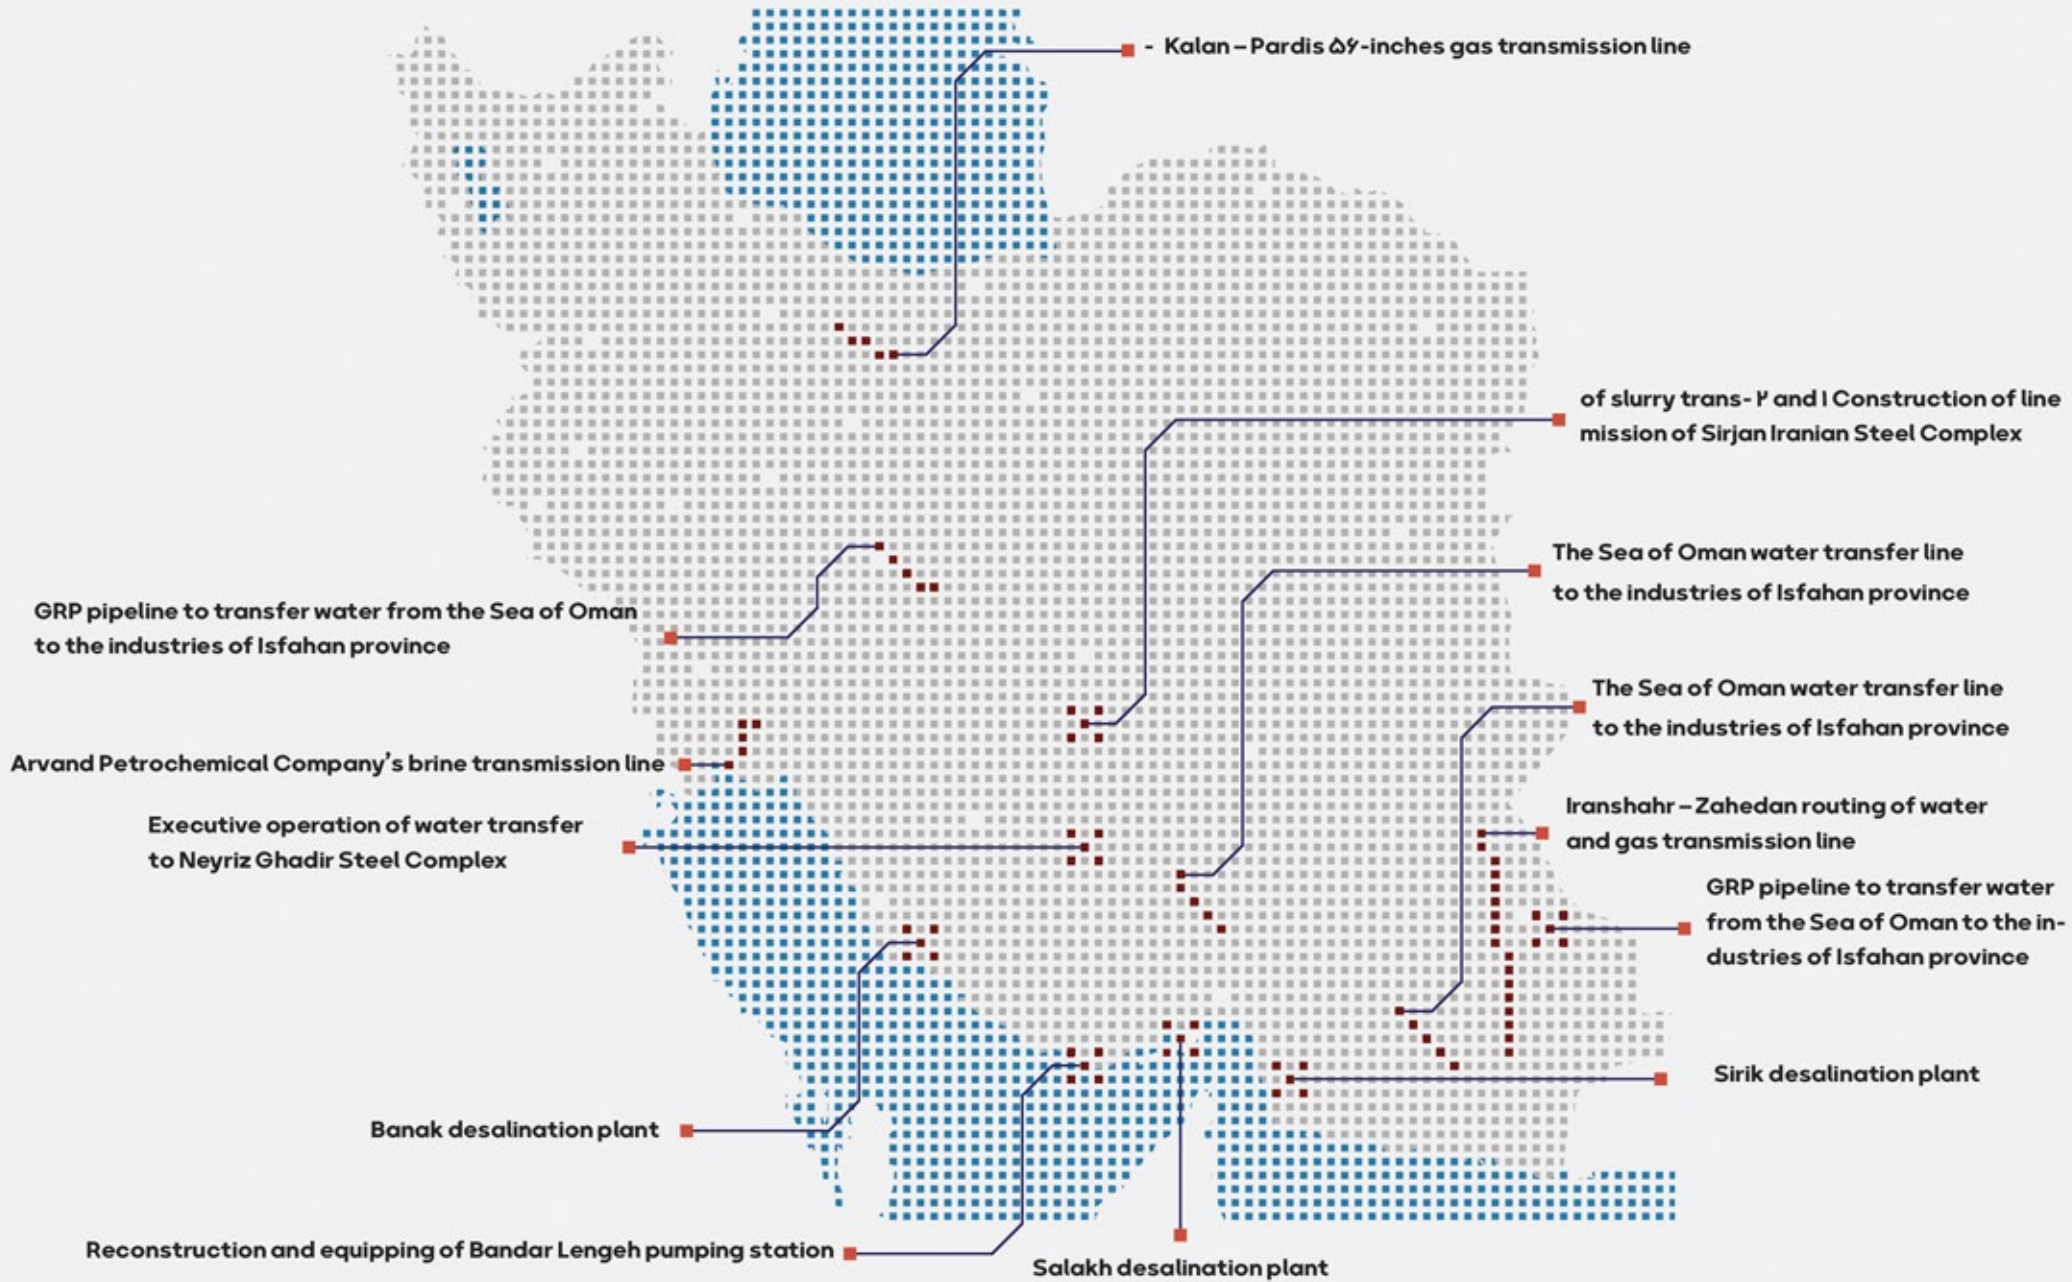 - Kalan – Pardis ۵۶-inches gas transmission line
of slurry trans- ۲ and ۱ Construction of line
mission of Sirjan Iranian Steel Complex
The Sea of Oman water transfer line
to the industries of Isfahan province
GRP pipeline to transfer water from the Sea of Oman
to the industries of Isfahan province
The Sea of Oman water transfer line
to the industries of Isfahan province
Arvand Petrochemical Company's brine transmission line
Iranshahr – Zahedan routing of water
and gas transmission line
Executive operation of water transfer
to Neyriz Ghadir Steel Complex
GRP pipeline to transfer water
from the Sea of Oman to the in-
dustries of Isfahan province
Sirik desalination plant
Banak desalination plant
Reconstruction and equipping of Bandar Lengeh pumping station
Salakh desalination plant